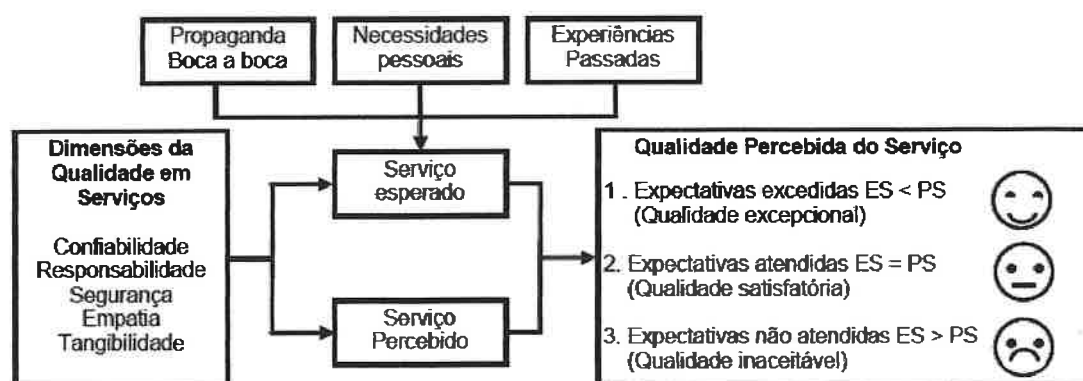 Propaganda
Boca a boca
Necessidades
pessoais
Experiências
Passadas
Dimensões da
Qualidade em
Serviços
Confiabilidade
Responsabilidade
Segurança
Empatia
Tangibilidade
Serviço
esperado
Serviço
Percebido
Qualidade Percebida do Serviço
1 . Expectativas excedidas ES < PS
(Qualidade excepcional)
2. Expectativas atendidas ES = PS
(Qualidade satisfatória)
3. Expectativas não atendidas ES > PS
(Qualidade inaceitável)